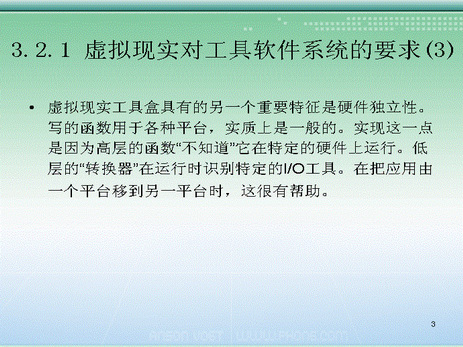 3.2.1 虚拟现实对工具软件系统的要求(3)
• 虚拟现实工具盒具有的另一个重要特征是硬件独立性。
写的函数用于各种平台，实质上是一般的。实现这一点
是因为高层的函数“不知道”它在特定的硬件上运行。低
层的“转换器”在运行时识别特定的I/O工具。在把应用由
一个平台移到另一平台时，这很有帮助。
3